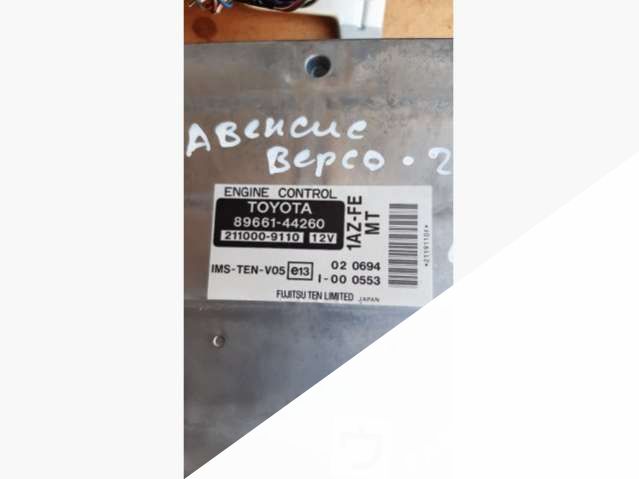 Авенсис
Версо - 2
ENGINE CONTROL
TOYOTA
89661-44260
211000-9110 12V
1AZ-FE
MT
IMS-TEN-V05 e13 02 0694
I-00 0553
FUJITSU TEN LIMITED JAPAN